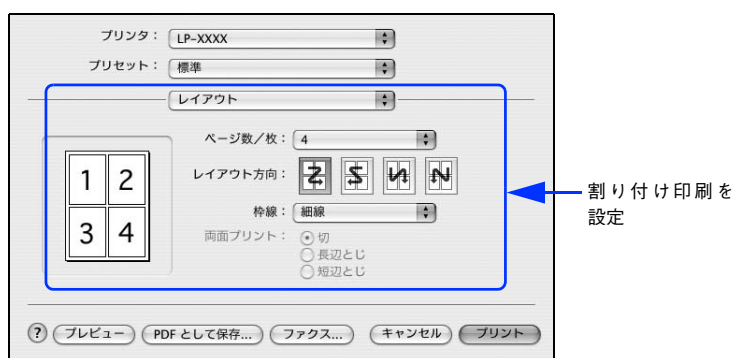 プリンタ： LP-XXXX
プリセット： 標準
レイアウト
ページ数／枚： 4
レイアウト方向：
1 2
3 4
枠線： 細線
両面プリント： 切
長辺とじ
短辺とじ
割り付け印刷を
設定
? プレビュー PDF として保存... ファクス... キャンセル プリント